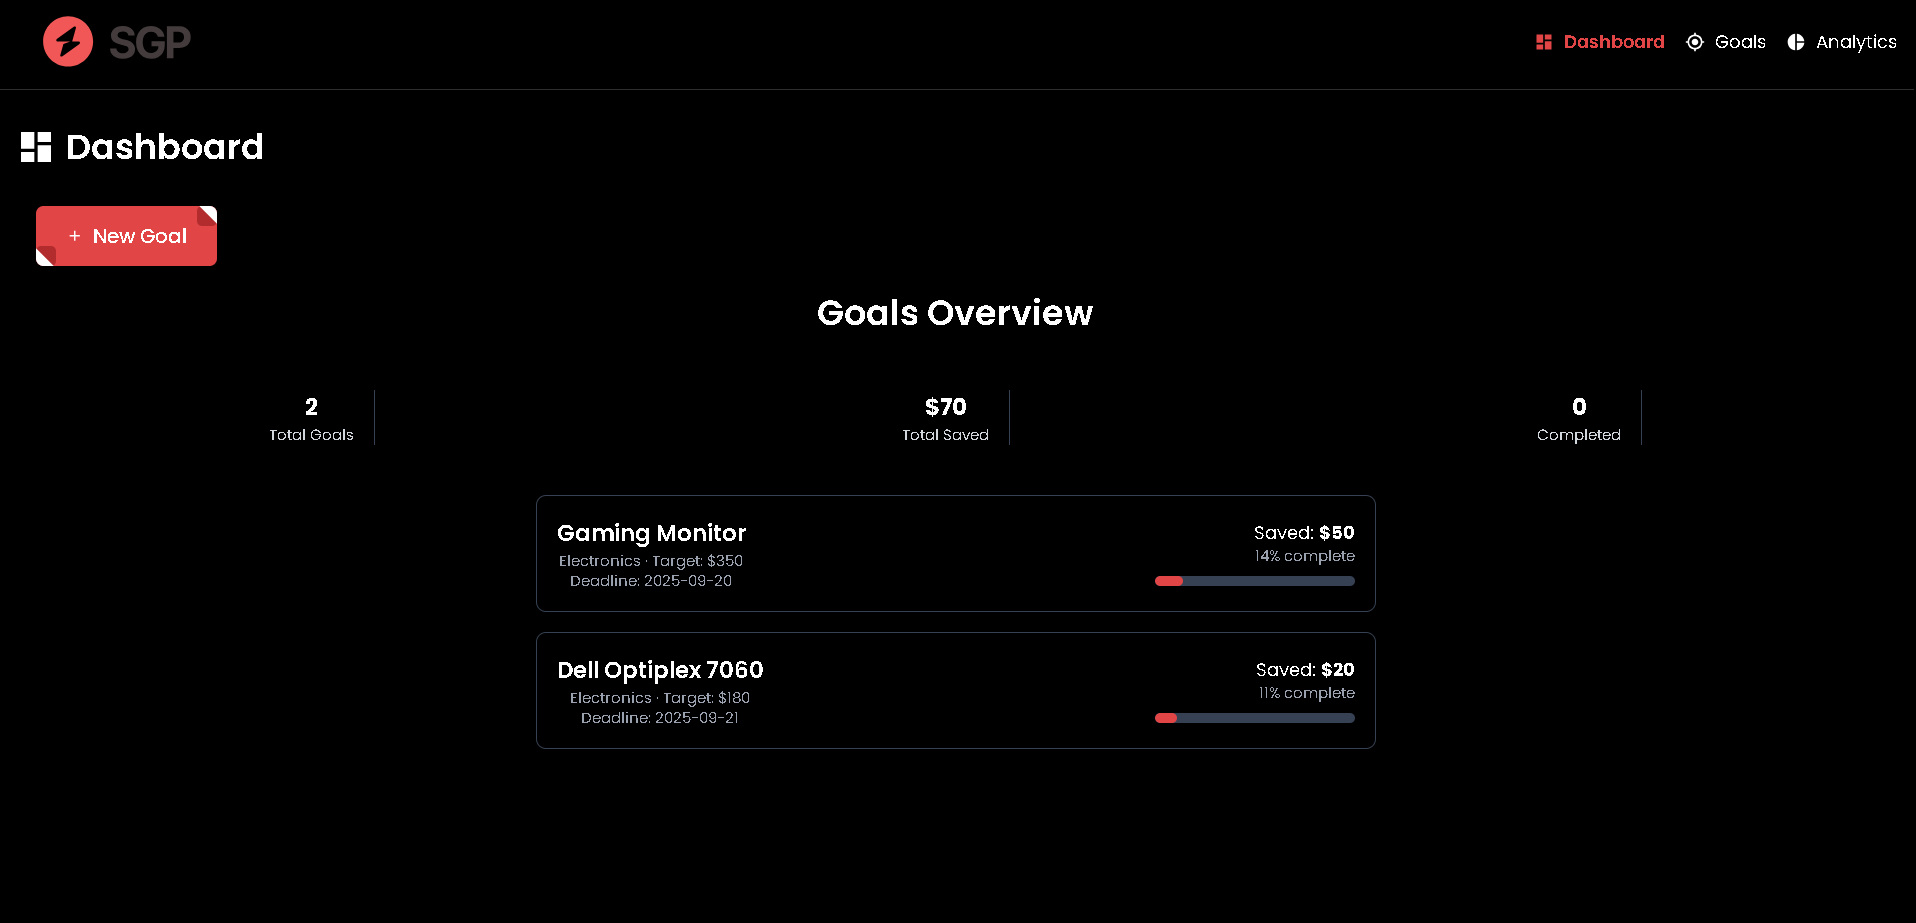 SGP
Dashboard
Goals
Analytics
Dashboard
+ New Goal
Goals Overview
2
Total Goals
$70
Total Saved
0
Completed
Gaming Monitor
Electronics · Target: $350
Deadline: 2025-09-20
Saved: $50
14% complete
Dell Optiplex 7060
Electronics · Target: $180
Deadline: 2025-09-21
Saved: $20
11% complete